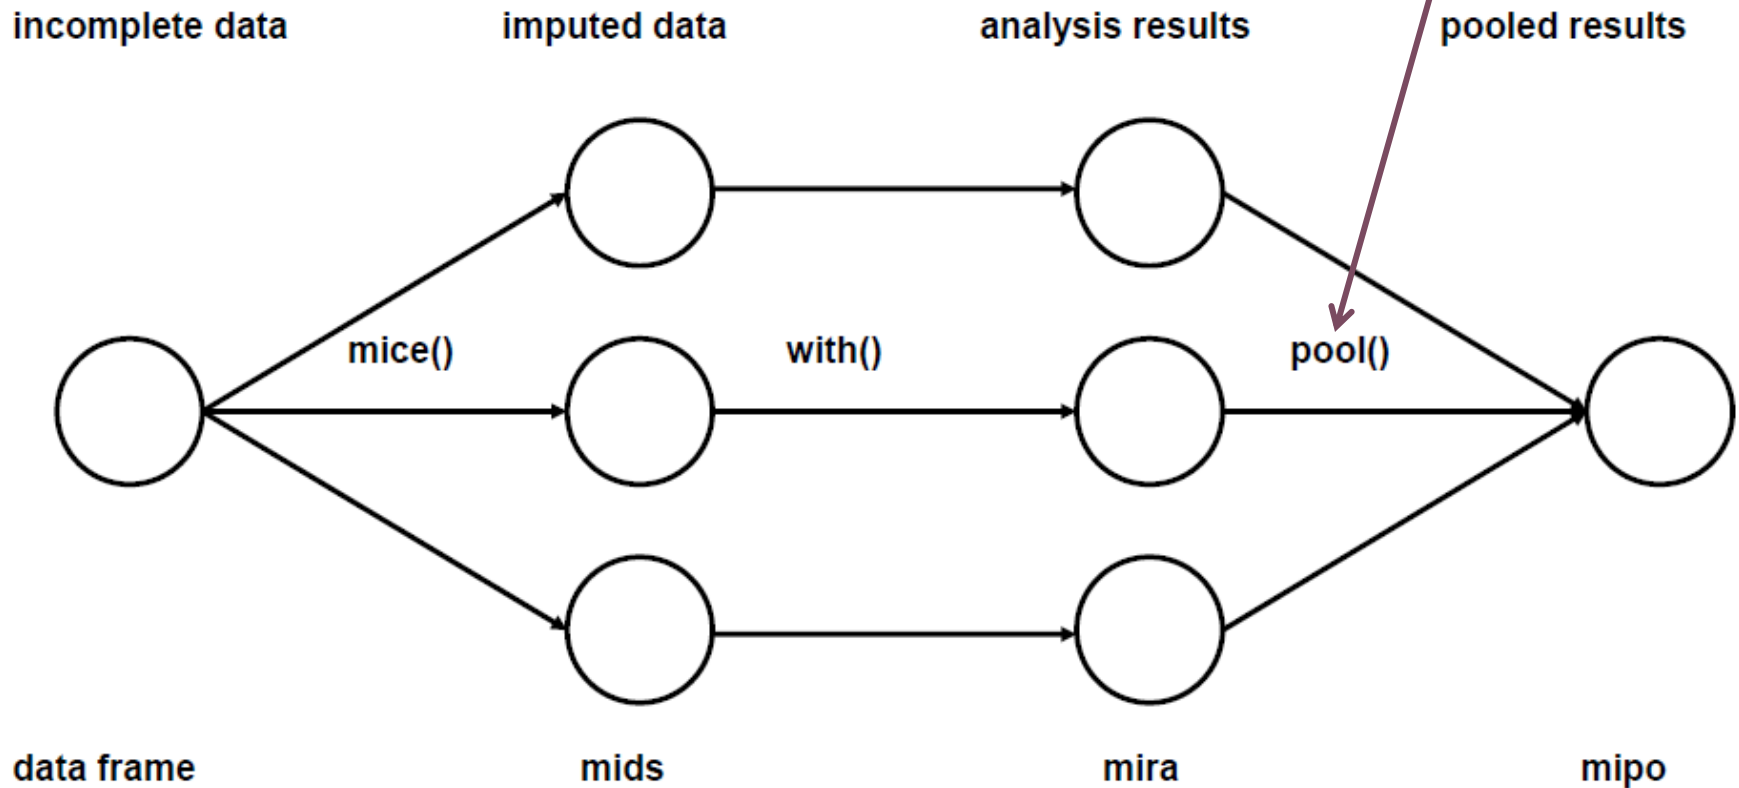 incomplete data
imputed data
analysis results
pooled results
mice()
with()
pool()
data frame
mids
mira
mipo